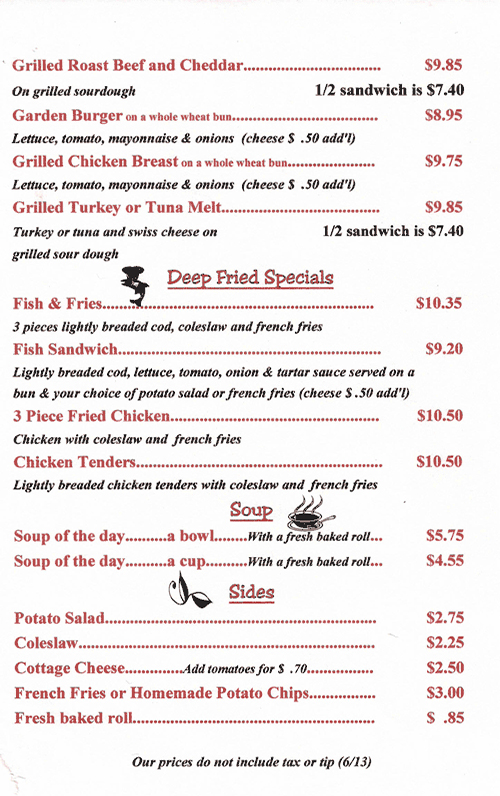 Grilled Roast Beef and Cheddar................................. $9.85
On grilled sourdough 1/2 sandwich is $7.40
Garden Burger on a whole wheat bun................................... $8.95
Lettuce, tomato, mayonnaise & onions (cheese $ .50 add'l)
Grilled Chicken Breast on a whole wheat bun..................... $9.75
Lettuce, tomato, mayonnaise & onions (cheese $ .50 add'l)
Grilled Turkey or Tuna Melt...................................... $9.85
Turkey or tuna and swiss cheese on 1/2 sandwich is $7.40
grilled sour dough
Deep Fried Specials
Fish & Fries................................................................. $10.35
3 pieces lightly breaded cod, coleslaw and french fries
Fish Sandwich............................................................... $9.20
Lightly breaded cod, lettuce, tomato, onion & tartar sauce served on a
bun & your choice of potato salad or french fries (cheese $ .50 add'l)
3 Piece Fried Chicken.................................................. $10.50
Chicken with coleslaw and french fries
Chicken Tenders........................................................... $10.50
Lightly breaded chicken tenders with coleslaw and french fries
Soup
Soup of the day..........a bowl........With a fresh baked roll... $5.75
Soup of the day..........a cup..........With a fresh baked roll... $4.55
Sides
Potato Salad................................................................. $2.75
Coleslaw....................................................................... $2.25
Cottage Cheese..............Add tomatoes for $ .70................ $2.50
French Fries or Homemade Potato Chips................ $3.00
Fresh baked roll.......................................................... $ .85
Our prices do not include tax or tip (6/13)